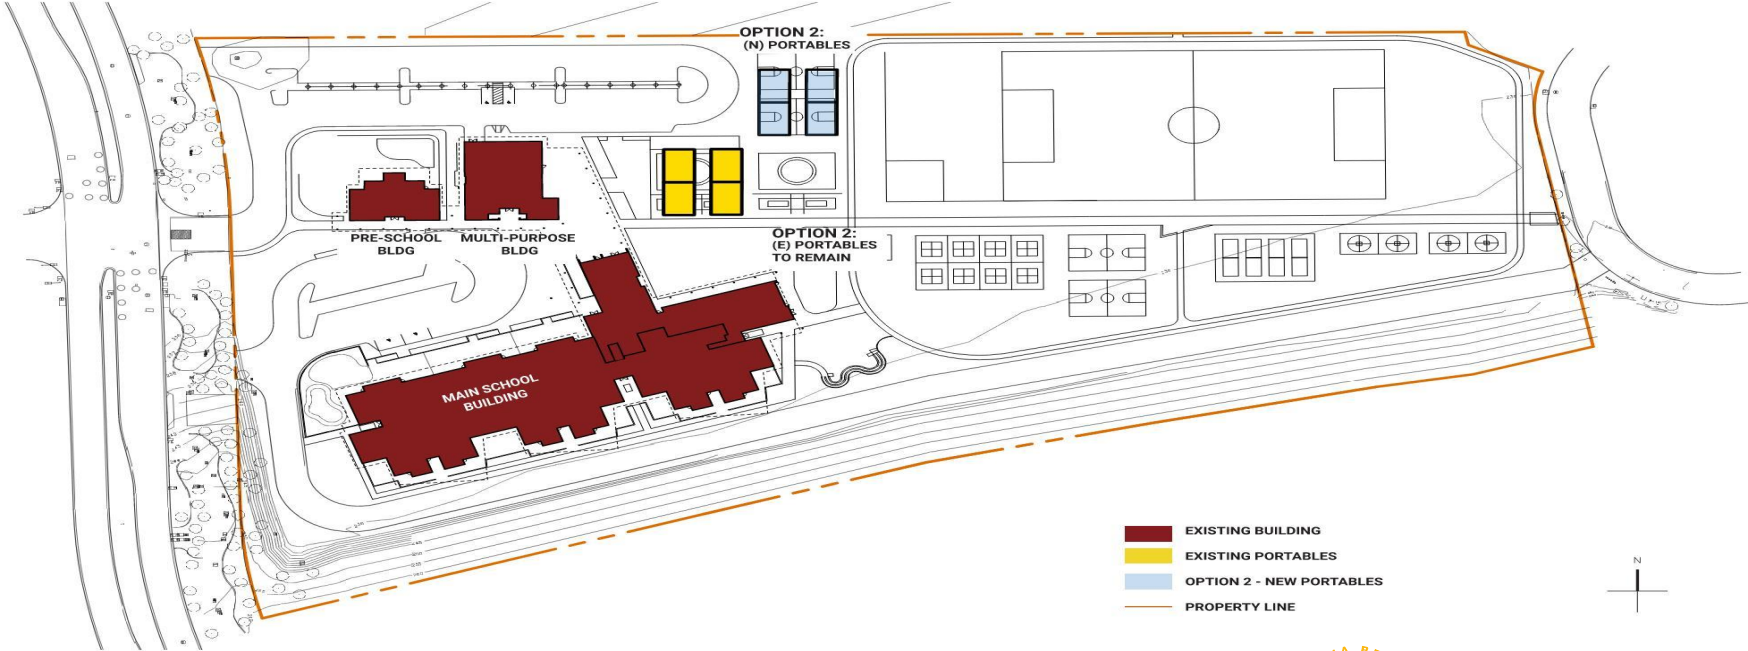 OPTION 2:
(N) PORTABLES
PRE-SCHOOL
BLDG
MULTI-PURPOSE
BLDG
OPTION 2:
(E) PORTABLES
TO REMAIN
MAIN SCHOOL
BUILDING
EXISTING BUILDING
EXISTING PORTABLES
OPTION 2 - NEW PORTABLES
PROPERTY LINE
N